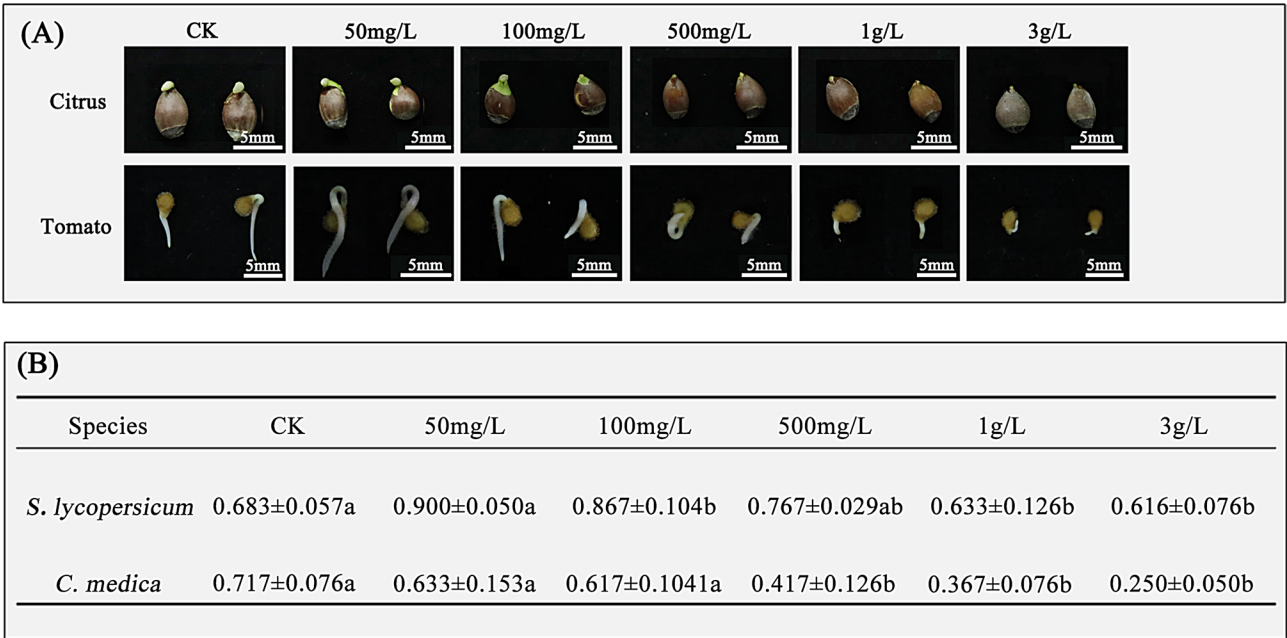 (A)
CK 50mg/L 100mg/L 500mg/L 1g/L 3g/L
Citrus
5mm 5mm 5mm 5mm 5mm 5mm
Tomato
5mm 5mm 5mm 5mm 5mm 5mm
(B)
Species CK 50mg/L 100mg/L 500mg/L 1g/L 3g/L
S. lycopersicum 0.683±0.057a 0.900±0.050a 0.867±0.104b 0.767±0.029ab 0.633±0.126b 0.616±0.076b
C. medica 0.717±0.076a 0.633±0.153a 0.617±0.1041a 0.417±0.126b 0.367±0.076b 0.250±0.050b